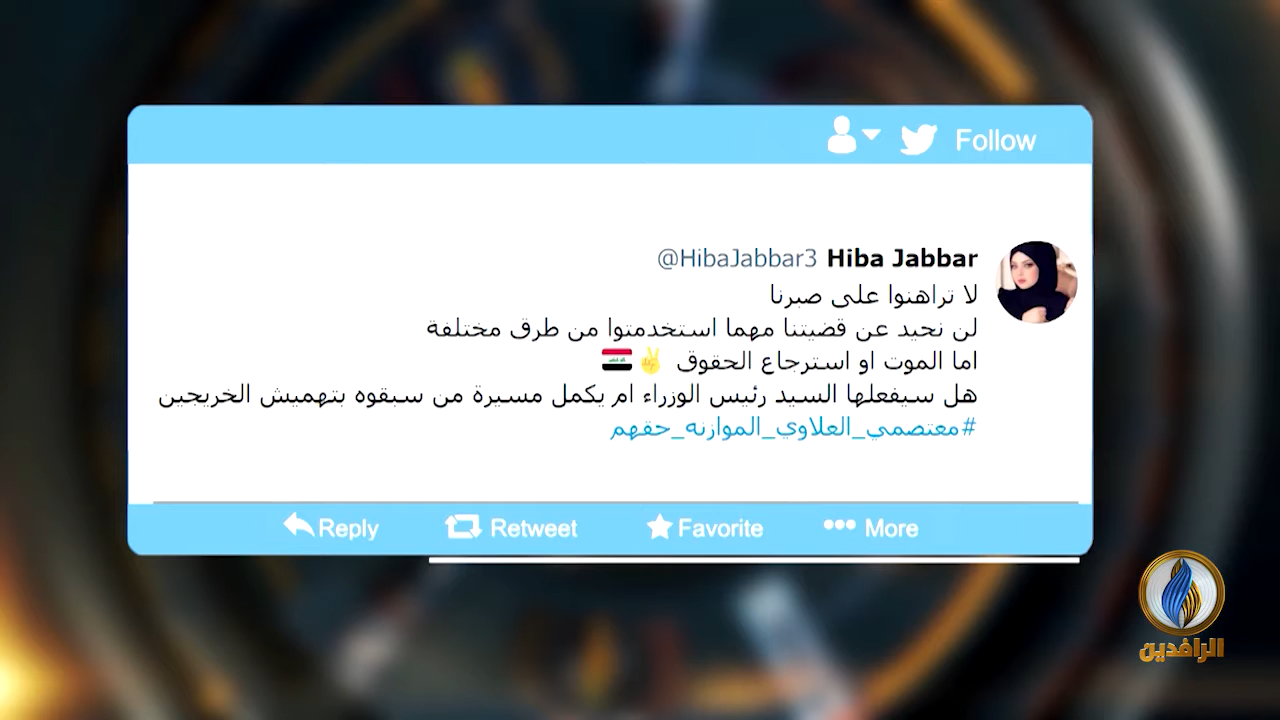 Follow
Hiba Jabbar @HibaJabbar3
لا تراهنوا على صبرنا
لن نحيد عن قضيتنا مهما استخدمتوا من طرق مختلفة
اما الموت او استرجاع الحقوق ✌️🇮🇶
هل سيفعلها السيد رئيس الوزراء ام يكمل مسيرة من سبقوه بتهميش الخريجين
#معتصمي_العلاوي_الموازنه_حقهم
Reply Retweet Favorite More
الرافدين